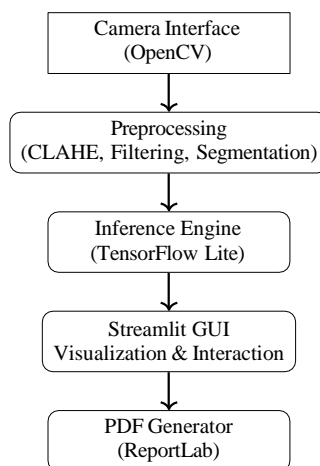 Camera Interface
(OpenCV)
Preprocessing
(CLAHE, Filtering, Segmentation)
Inference Engine
(TensorFlow Lite)
Streamlit GUI
Visualization & Interaction
PDF Generator
(ReportLab)